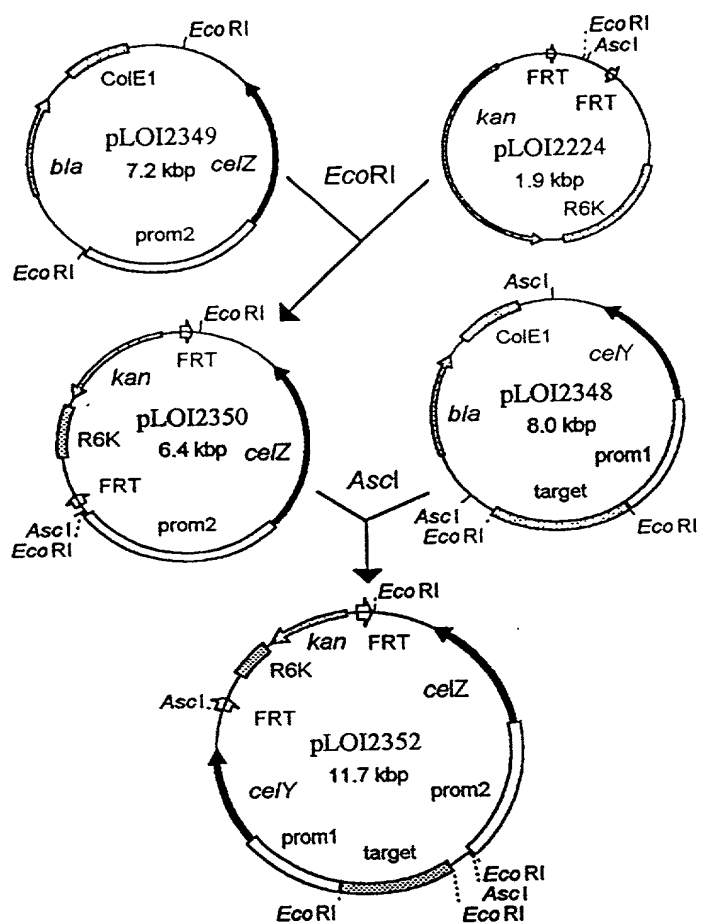 EcoRI
ColE1
pLOI2349
7.2 kbp
bla
celZ
prom2
EcoRI
EcoRI
AscI
FRT
FRT
kan
pLOI2224
1.9 kbp
R6K
EcoRI
EcoRI
FRT
kan
pLOI2350
6.4 kbp
R6K
celZ
FRT
AscI
EcoRI
prom2
AscI
ColE1
celY
pLOI2348
8.0 kbp
bla
prom1
target
AscI
EcoRI
EcoRI
AscI
EcoRI
kan
FRT
R6K
AscI
FRT
celZ
pLOI2352
11.7 kbp
celY
prom2
prom1
target
EcoRI
AscI
EcoRI
EcoRI